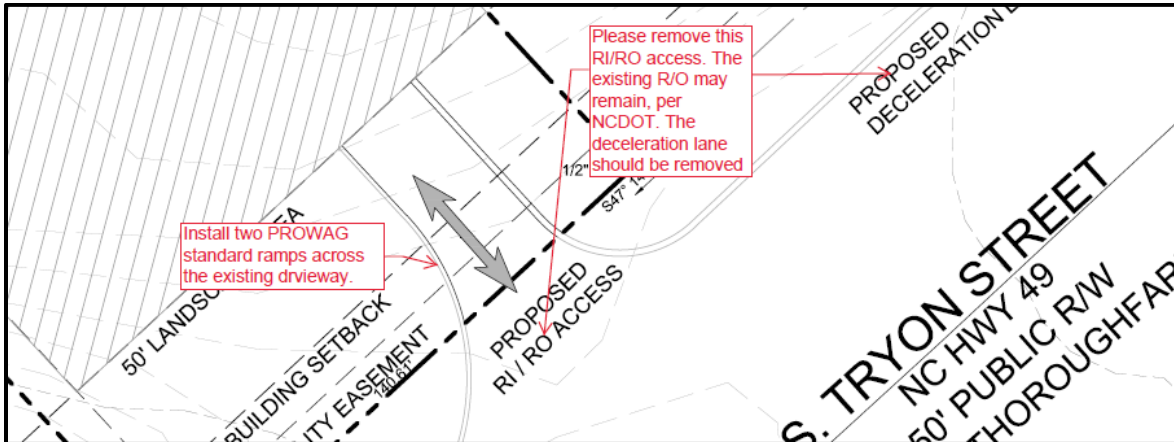 Please remove this
RI/RO access. The
existing R/O may
remain, per
NCDOT. The
deceleration lane
should be removed
PROPOSED
DECELERATION
1/2"
S47°
Install two PROWAG
standard ramps across
the existing drvieway.
50' LANDSC
EA
BUILDING SETBACK
ITY EASEMENT
140.61'
PROPOSED
RI / RO ACCESS
S. TRYON STREET
NC HWY 49
50' PUBLIC R/W
THOROUGHFAR